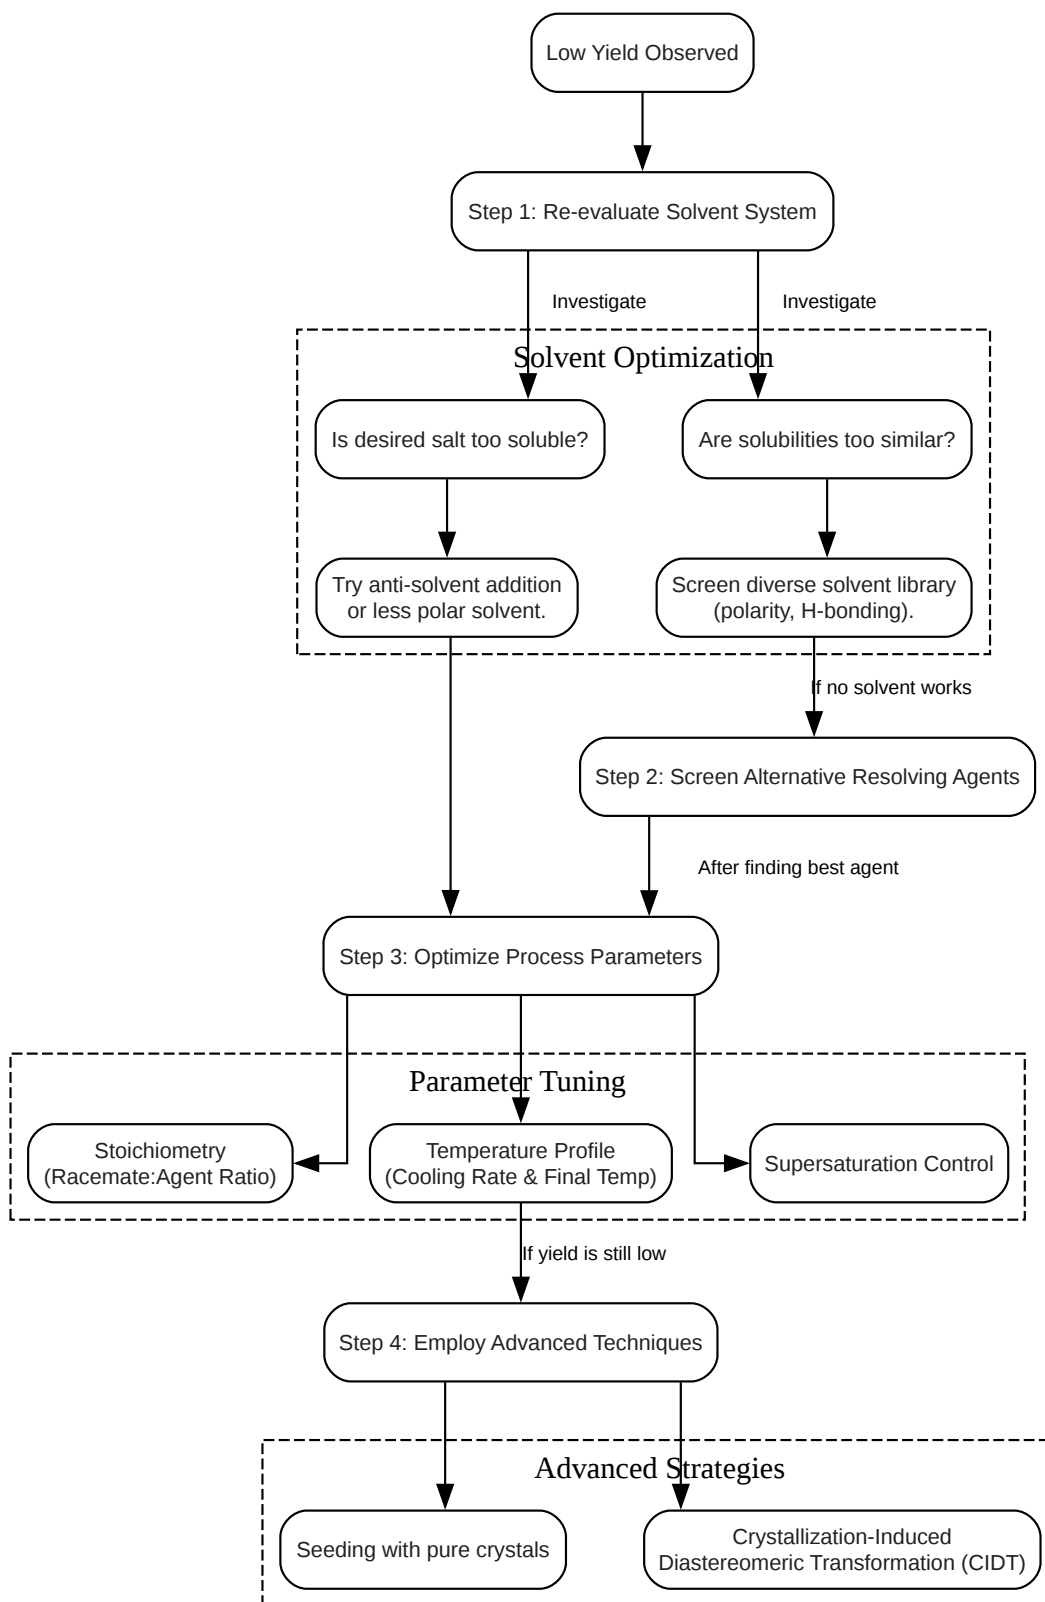 Low Yield Observed
Step 1: Re-evaluate Solvent System
Investigate
Investigate
Solvent Optimization
Is desired salt too soluble?
Are solubilities too similar?
Try anti-solvent addition
or less polar solvent.
Screen diverse solvent library
(polarity, H-bonding).
If no solvent works
Step 2: Screen Alternative Resolving Agents
After finding best agent
Step 3: Optimize Process Parameters
Parameter Tuning
Stoichiometry
(Racemate:Agent Ratio)
Temperature Profile
(Cooling Rate & Final Temp)
Supersaturation Control
If yield is still low
Step 4: Employ Advanced Techniques
Advanced Strategies
Seeding with pure crystals
Crystallization-Induced
Diastereomeric Transformation (CIDT)